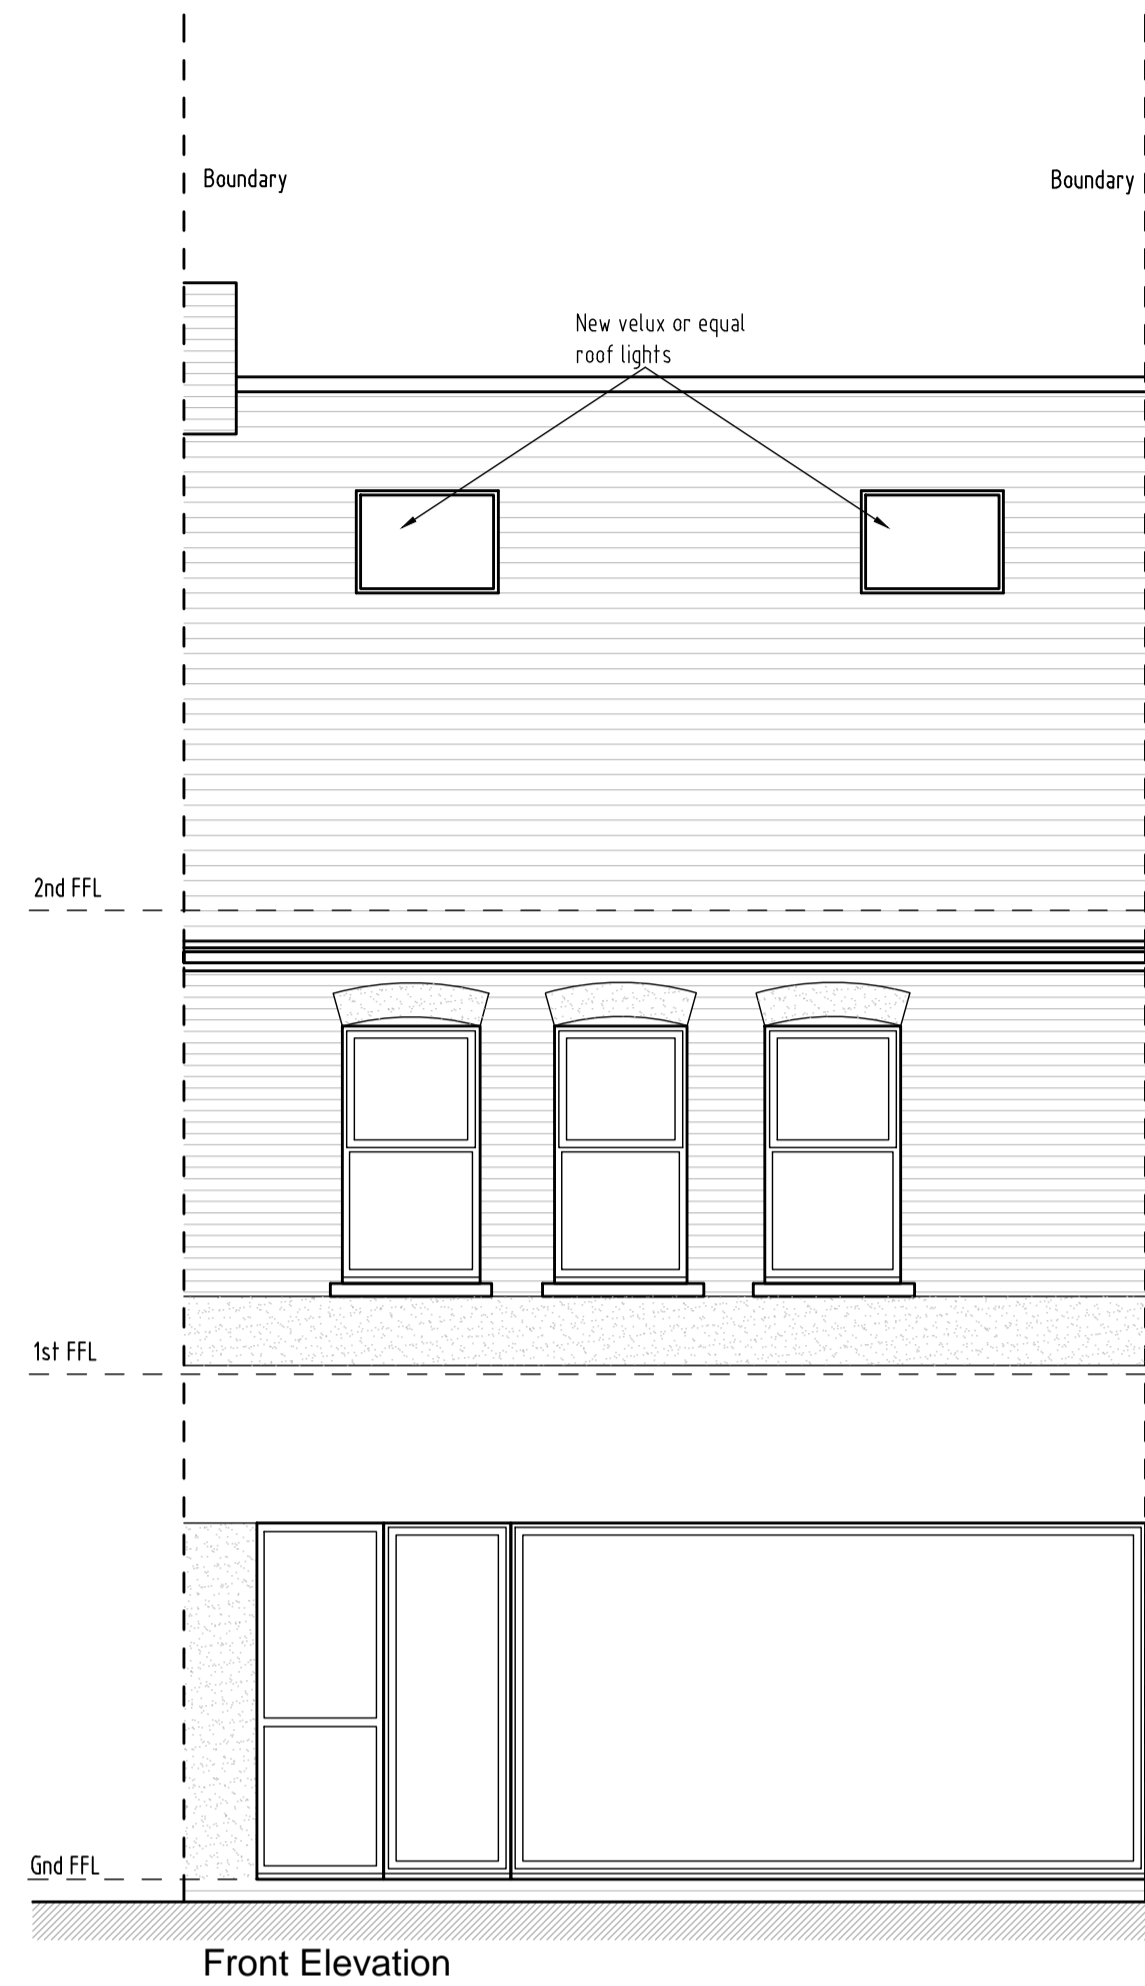 Boundary
Boundary
New velux or equal
roof lights
2nd FFL
1st FFL
Gnd FFL
Front Elevation